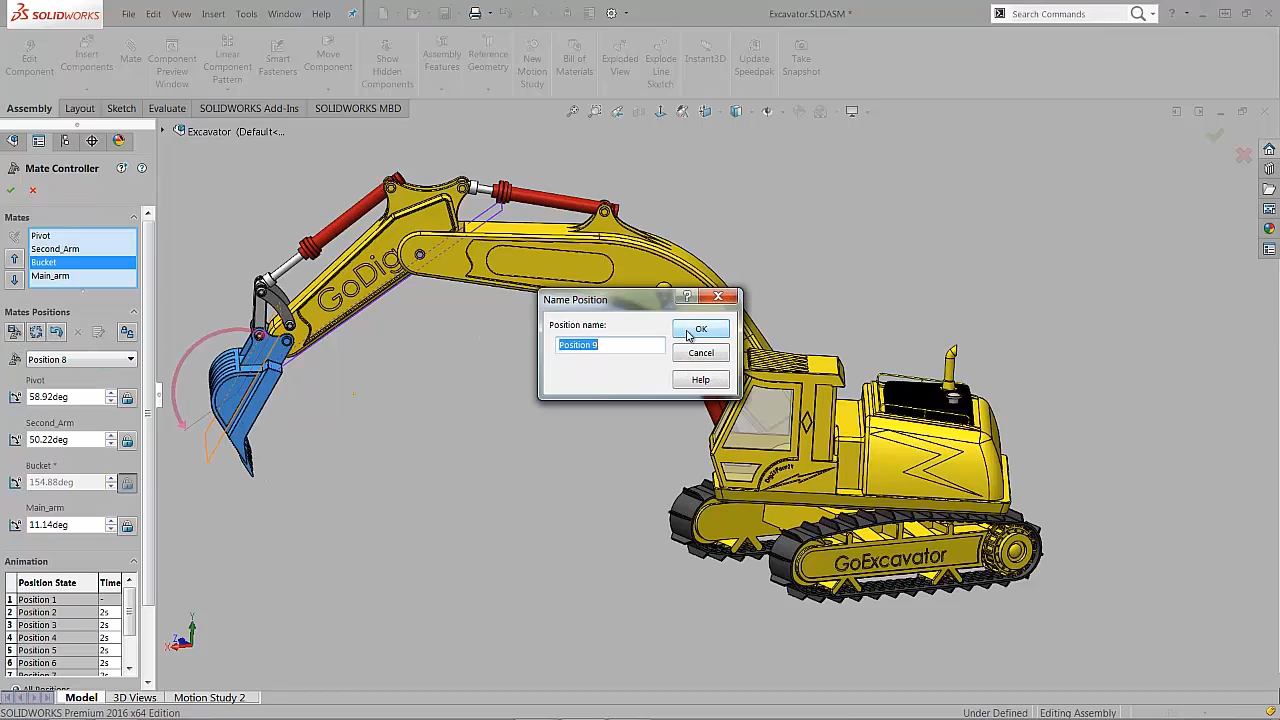 SOLIDWORKS
File Edit View Insert Tools Window Help
Excavator.SLDASM *
Search Commands
Edit Component
Insert Components
Mate
Component Preview Window
Linear Component Pattern
Smart Fasteners
Move Component
Show Hidden Components
Assembly Features
Reference Geometry
New Motion Study
Bill of Materials
Exploded View
Explode Line Sketch
Instant3D
Update Speedpak
Take Snapshot
Assembly Layout Sketch Evaluate SOLIDWORKS Add-Ins SOLIDWORKS MBD
Excavator (Default<...
Mate Controller
Mates
Pivot
Second_Arm
Bucket
Main_arm
Mates Positions
Position 8
Pivot
58.92deg
Second_Arm
50.22deg
Bucket *
154.88deg
Main_arm
11.14deg
Animation
Position State Time
1 Position 1 -
2 Position 2 2s
3 Position 3 2s
4 Position 4 2s
5 Position 5 2s
6 Position 6 2s
GoDig
Name Position
Position name:
Position 9
OK
Cancel
Help
GoExcavator
Y
Z
X
Model 3D Views Motion Study 2
SOLIDWORKS Premium 2016 x64 Edition
Under Defined Editing Assembly